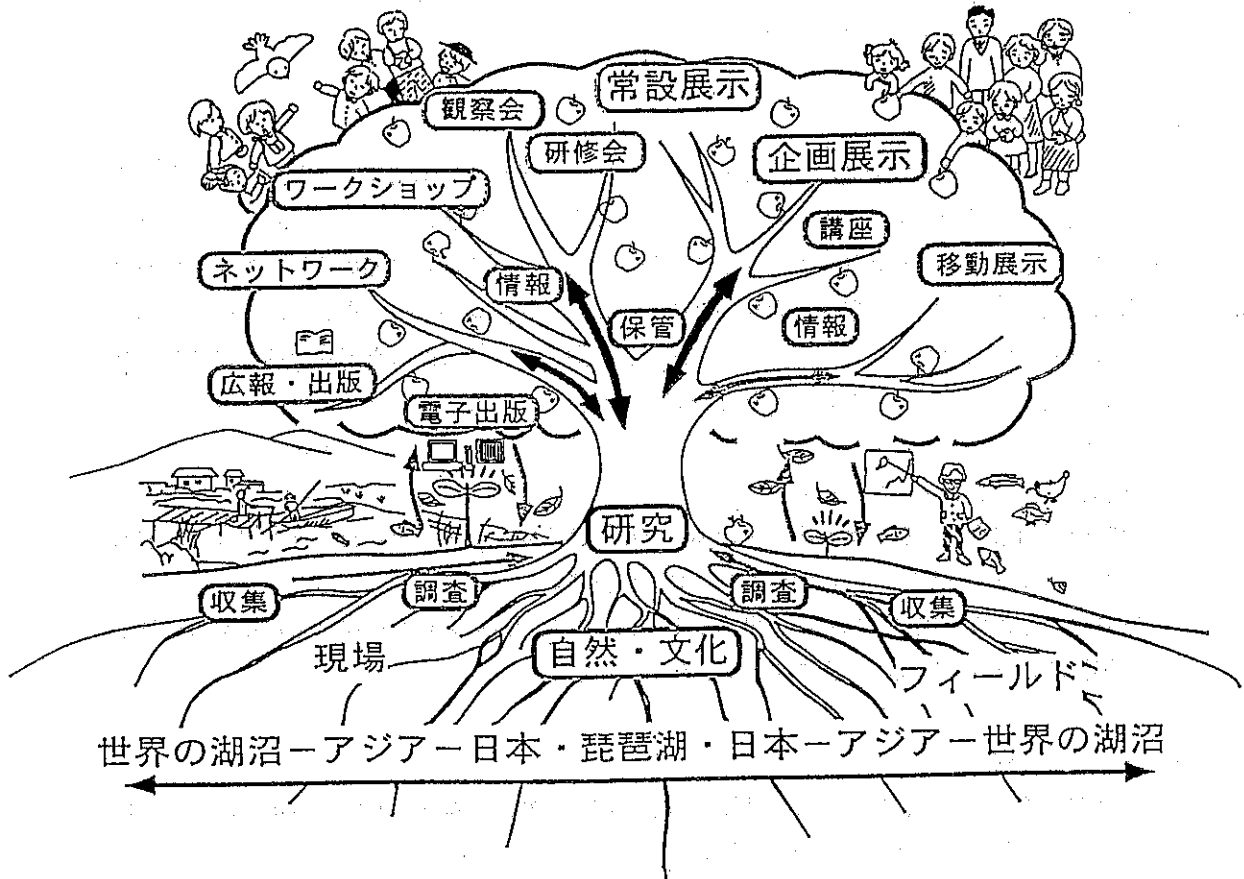 常設展示
観察会
研修会
企画展示
ワークショップ
講座
ネットワーク
移動展示
情報
保管
情報
広報・出版
電子出版
研究
収集
調査
調査
収集
現場
自然・文化
フィールド
世界の湖沼ーアジアー日本・琵琶湖・日本ーアジアー世界の湖沼